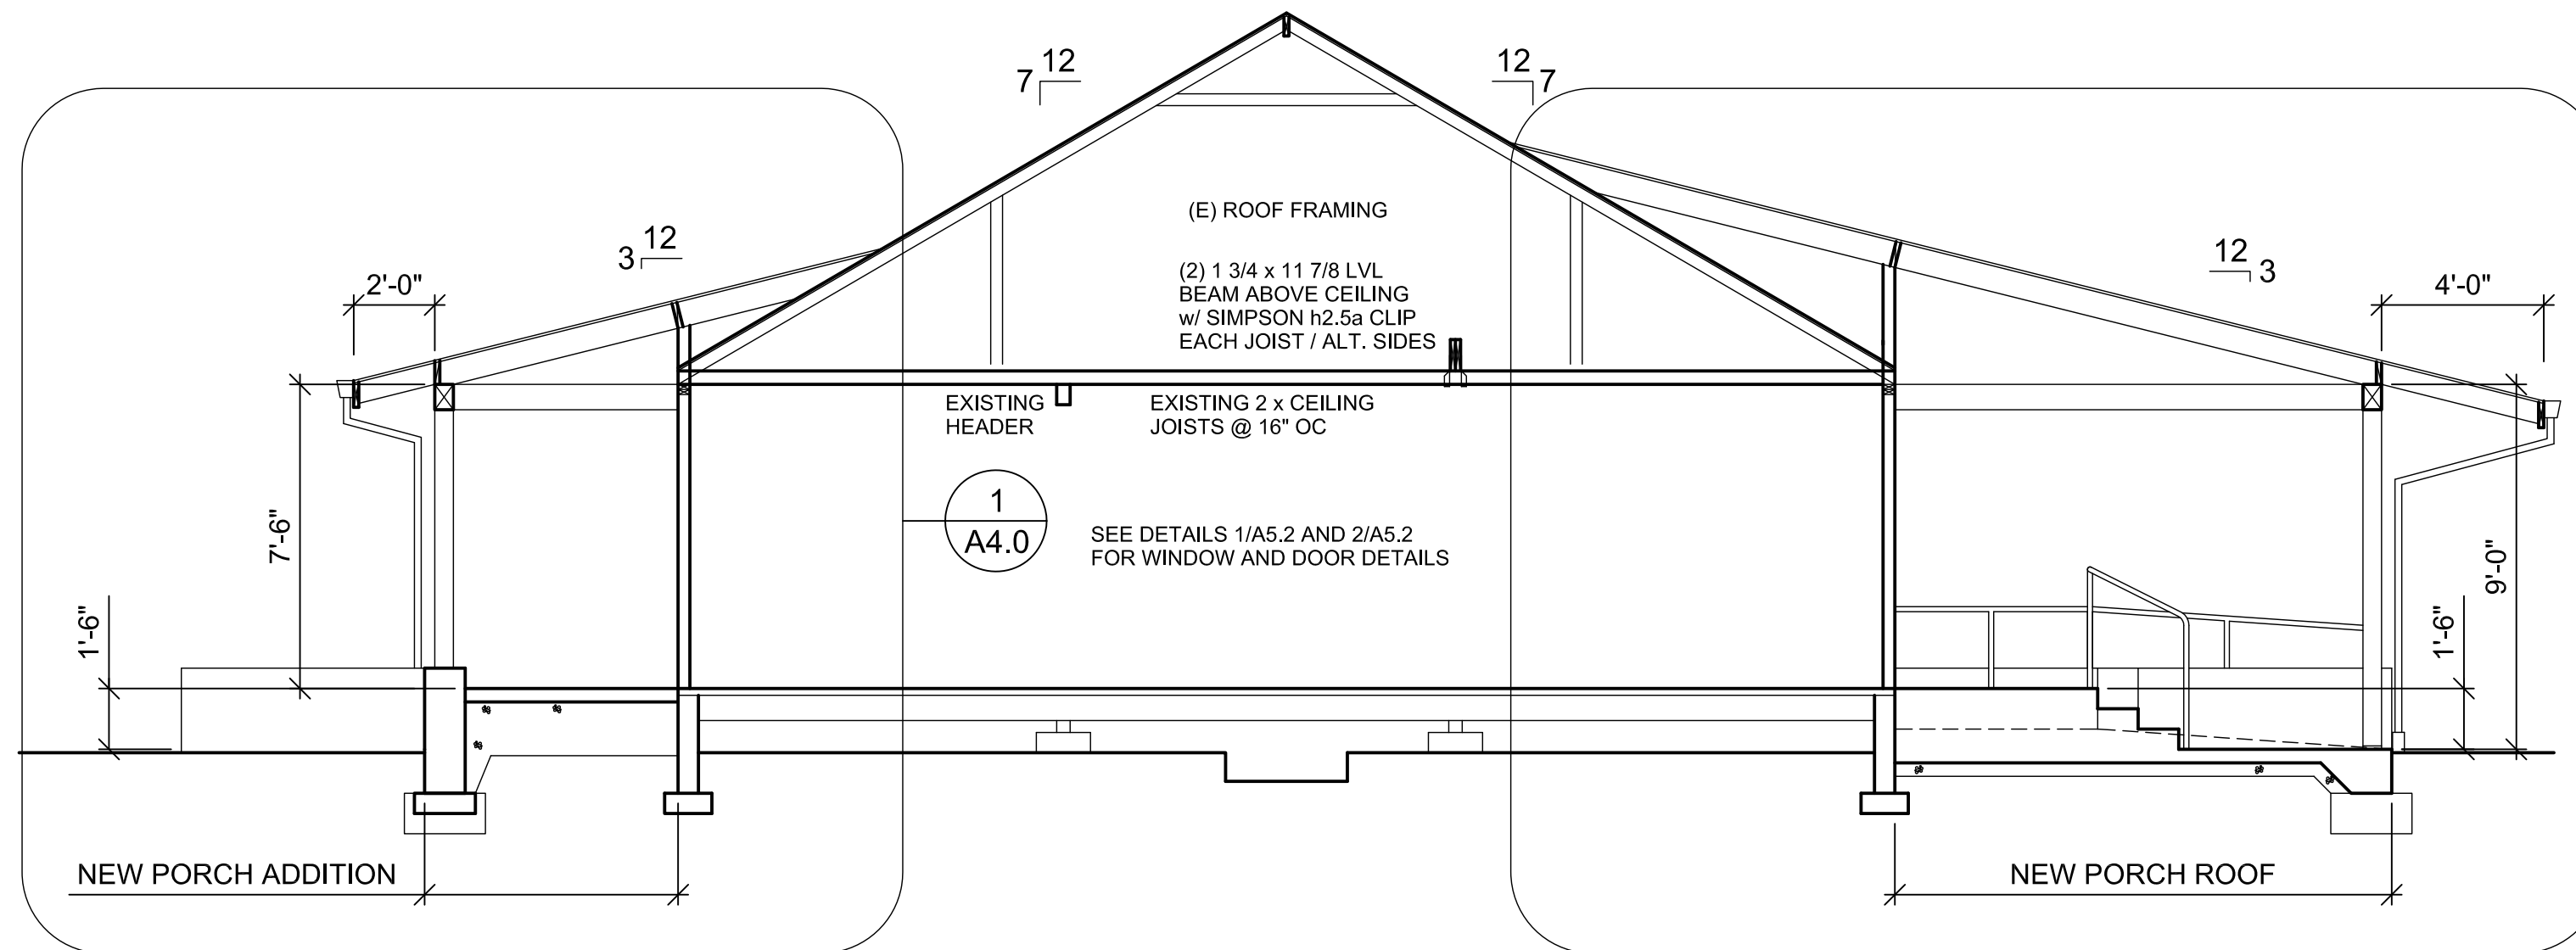 7 12
12 7
3 12
12 3
2'-0"
4'-0"
(E) ROOF FRAMING
(2) 1 3/4 x 11 7/8 LVL
BEAM ABOVE CEILING
w/ SIMPSON h2.5a CLIP
EACH JOIST / ALT. SIDES
EXISTING
HEADER
EXISTING 2 x CEILING
JOISTS @ 16" OC
1
A4.0
SEE DETAILS 1/A5.2 AND 2/A5.2
FOR WINDOW AND DOOR DETAILS
7'-6"
1'-6"
9'-0"
1'-6"
NEW PORCH ADDITION
NEW PORCH ROOF